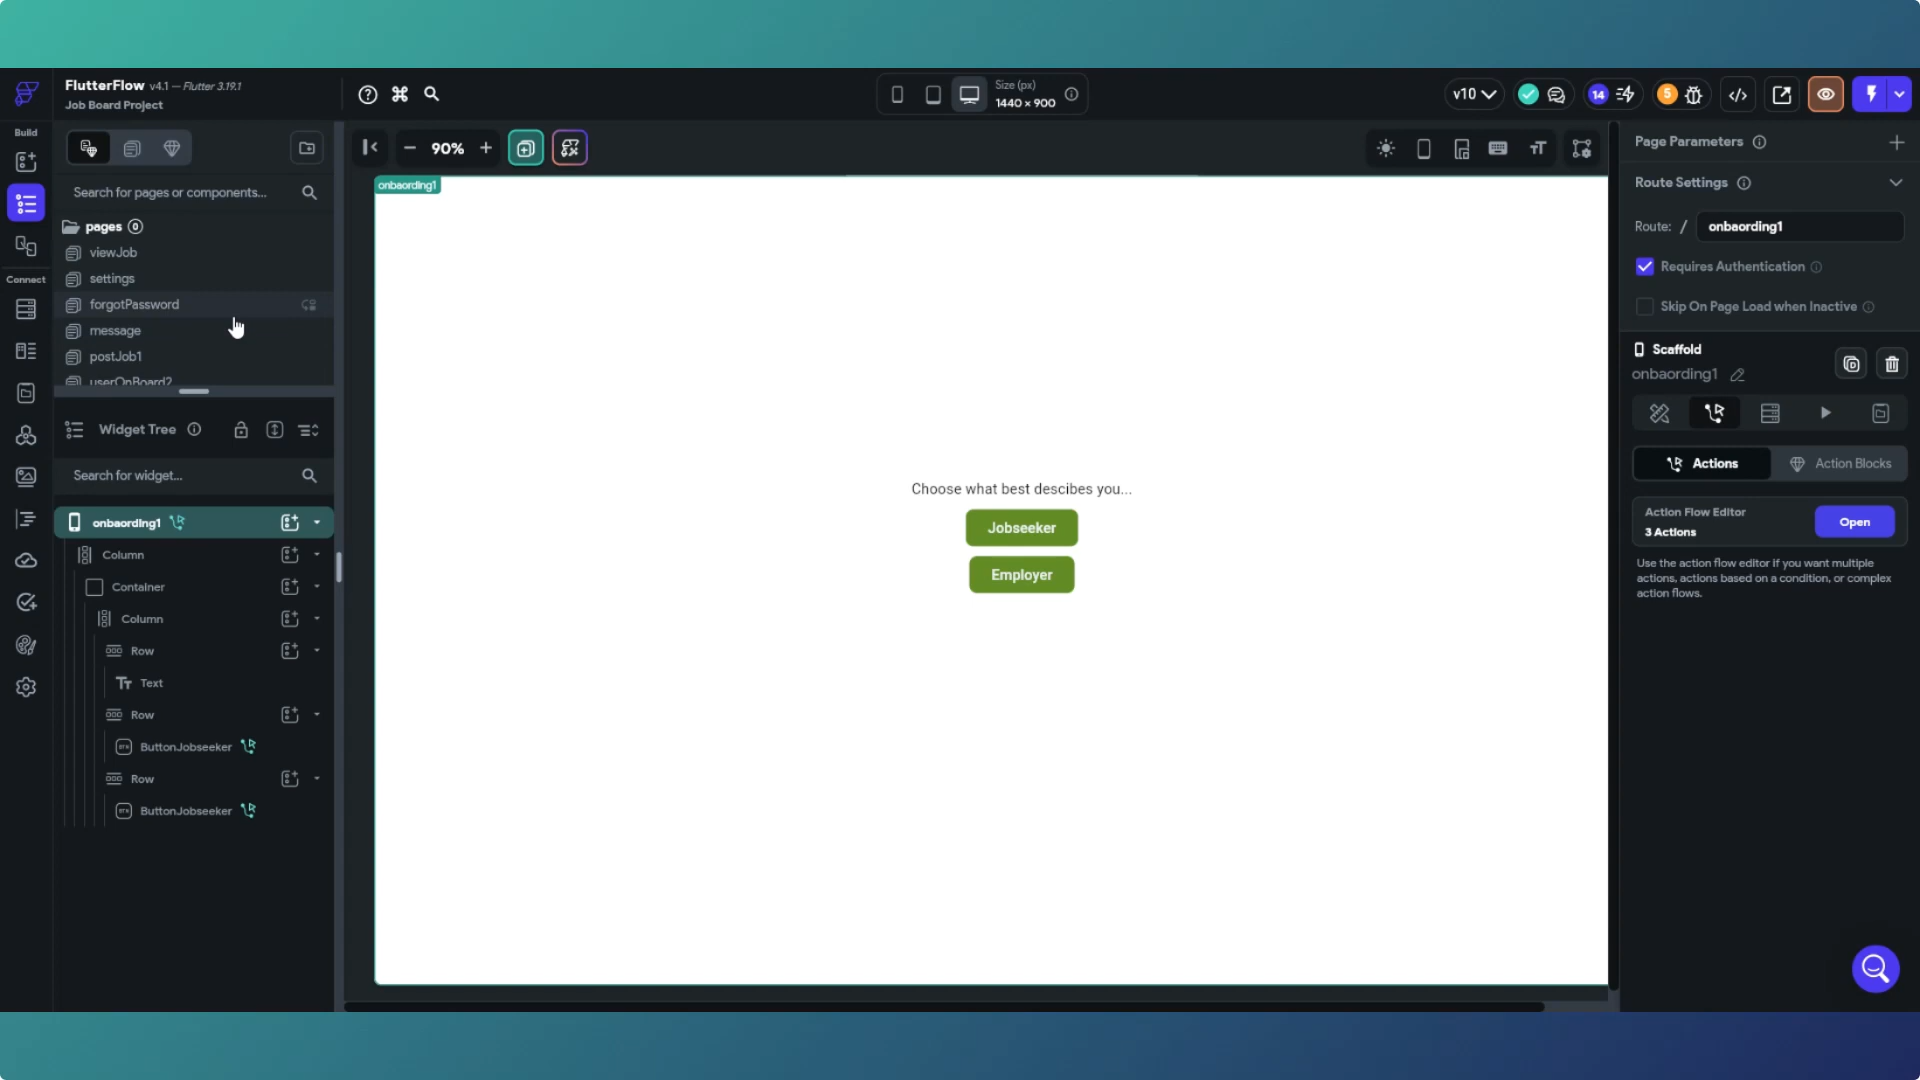 FlutterFlow v4.1 — Flutter 3.19.1
Job Board Project
Size (px)
1440 × 900
v10
14
5
Build
Connect
Search for pages or components...
pages 0
viewJob
settings
forgotPassword
message
postJob1
userOnBoard2
Widget Tree
Search for widget...
onbaording1
Column
Container
Column
Row
Tt Text
Row
ButtonJobseeker
Row
ButtonJobseeker
90%
onbaording1
Choose what best descibes you...
Jobseeker
Employer
Page Parameters
Route Settings
Route: / onbaording1
Requires Authentication
Skip On Page Load when Inactive
Scaffold
onbaording1
Actions
Action Blocks
Action Flow Editor
3 Actions
Open
Use the action flow editor if you want multiple
actions, actions based on a condition, or complex
action flows.